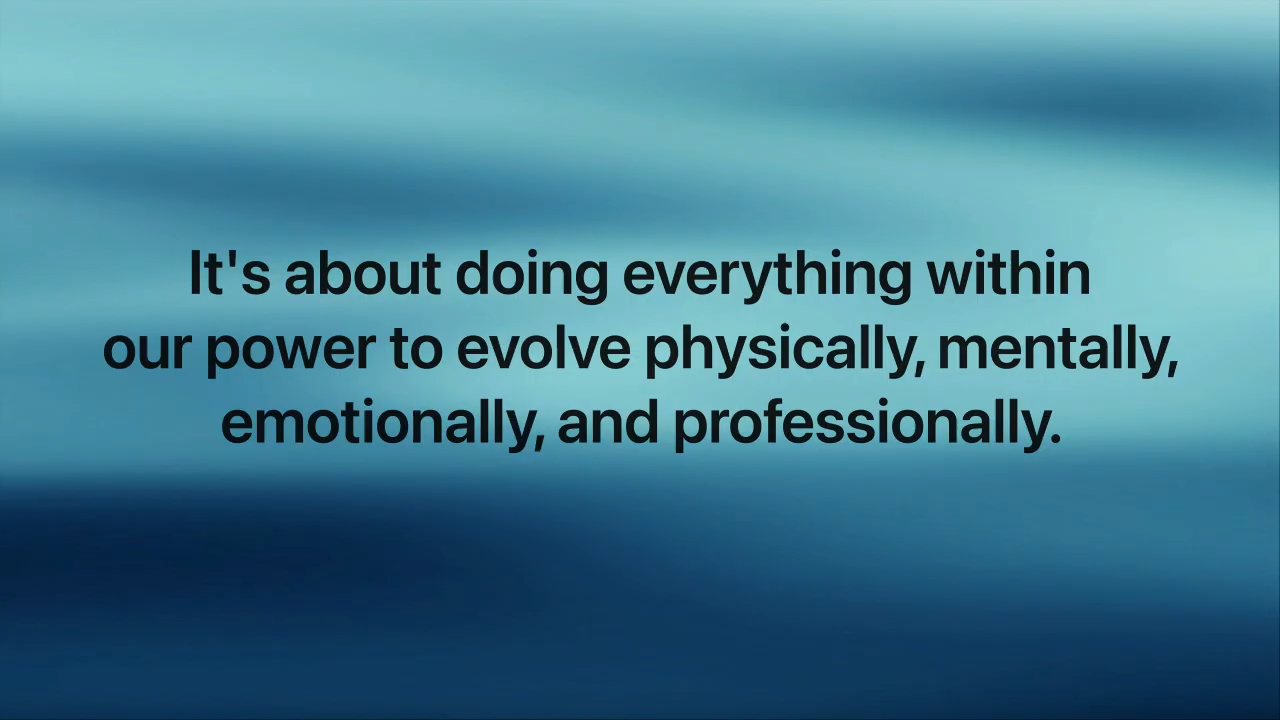 It's about doing everything within
our power to evolve physically, mentally,
emotionally, and professionally.